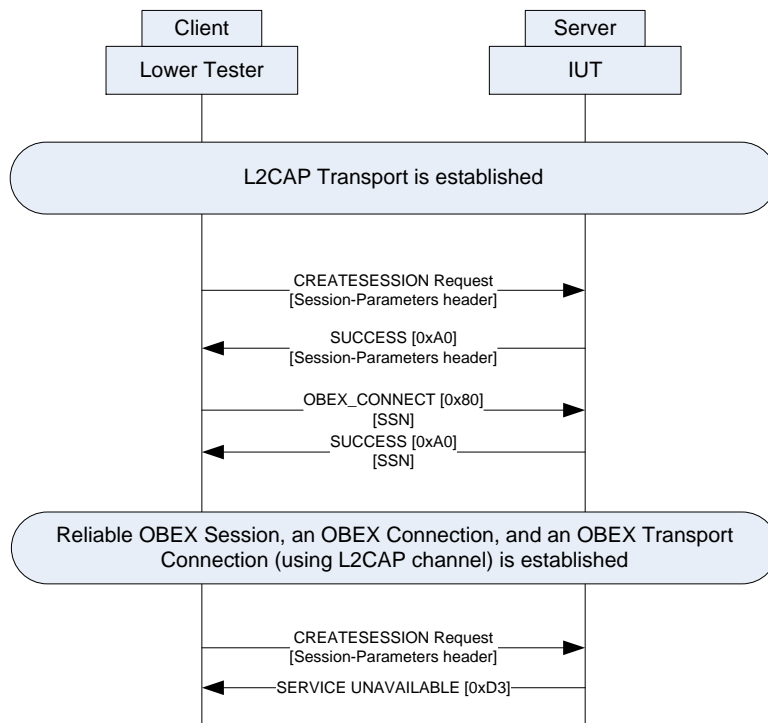 Client
Server
Lower Tester
IUT
L2CAP Transport is established
CREATESESSION Request
[Session-Parameters header]
SUCCESS [0xA0]
[Session-Parameters header]
OBEX_CONNECT [0x80]
[SSN]
SUCCESS [0xA0]
[SSN]
Reliable OBEX Session, an OBEX Connection, and an OBEX Transport
Connection (using L2CAP channel) is established
CREATESESSION Request
[Session-Parameters header]
SERVICE UNAVAILABLE [0xD3]